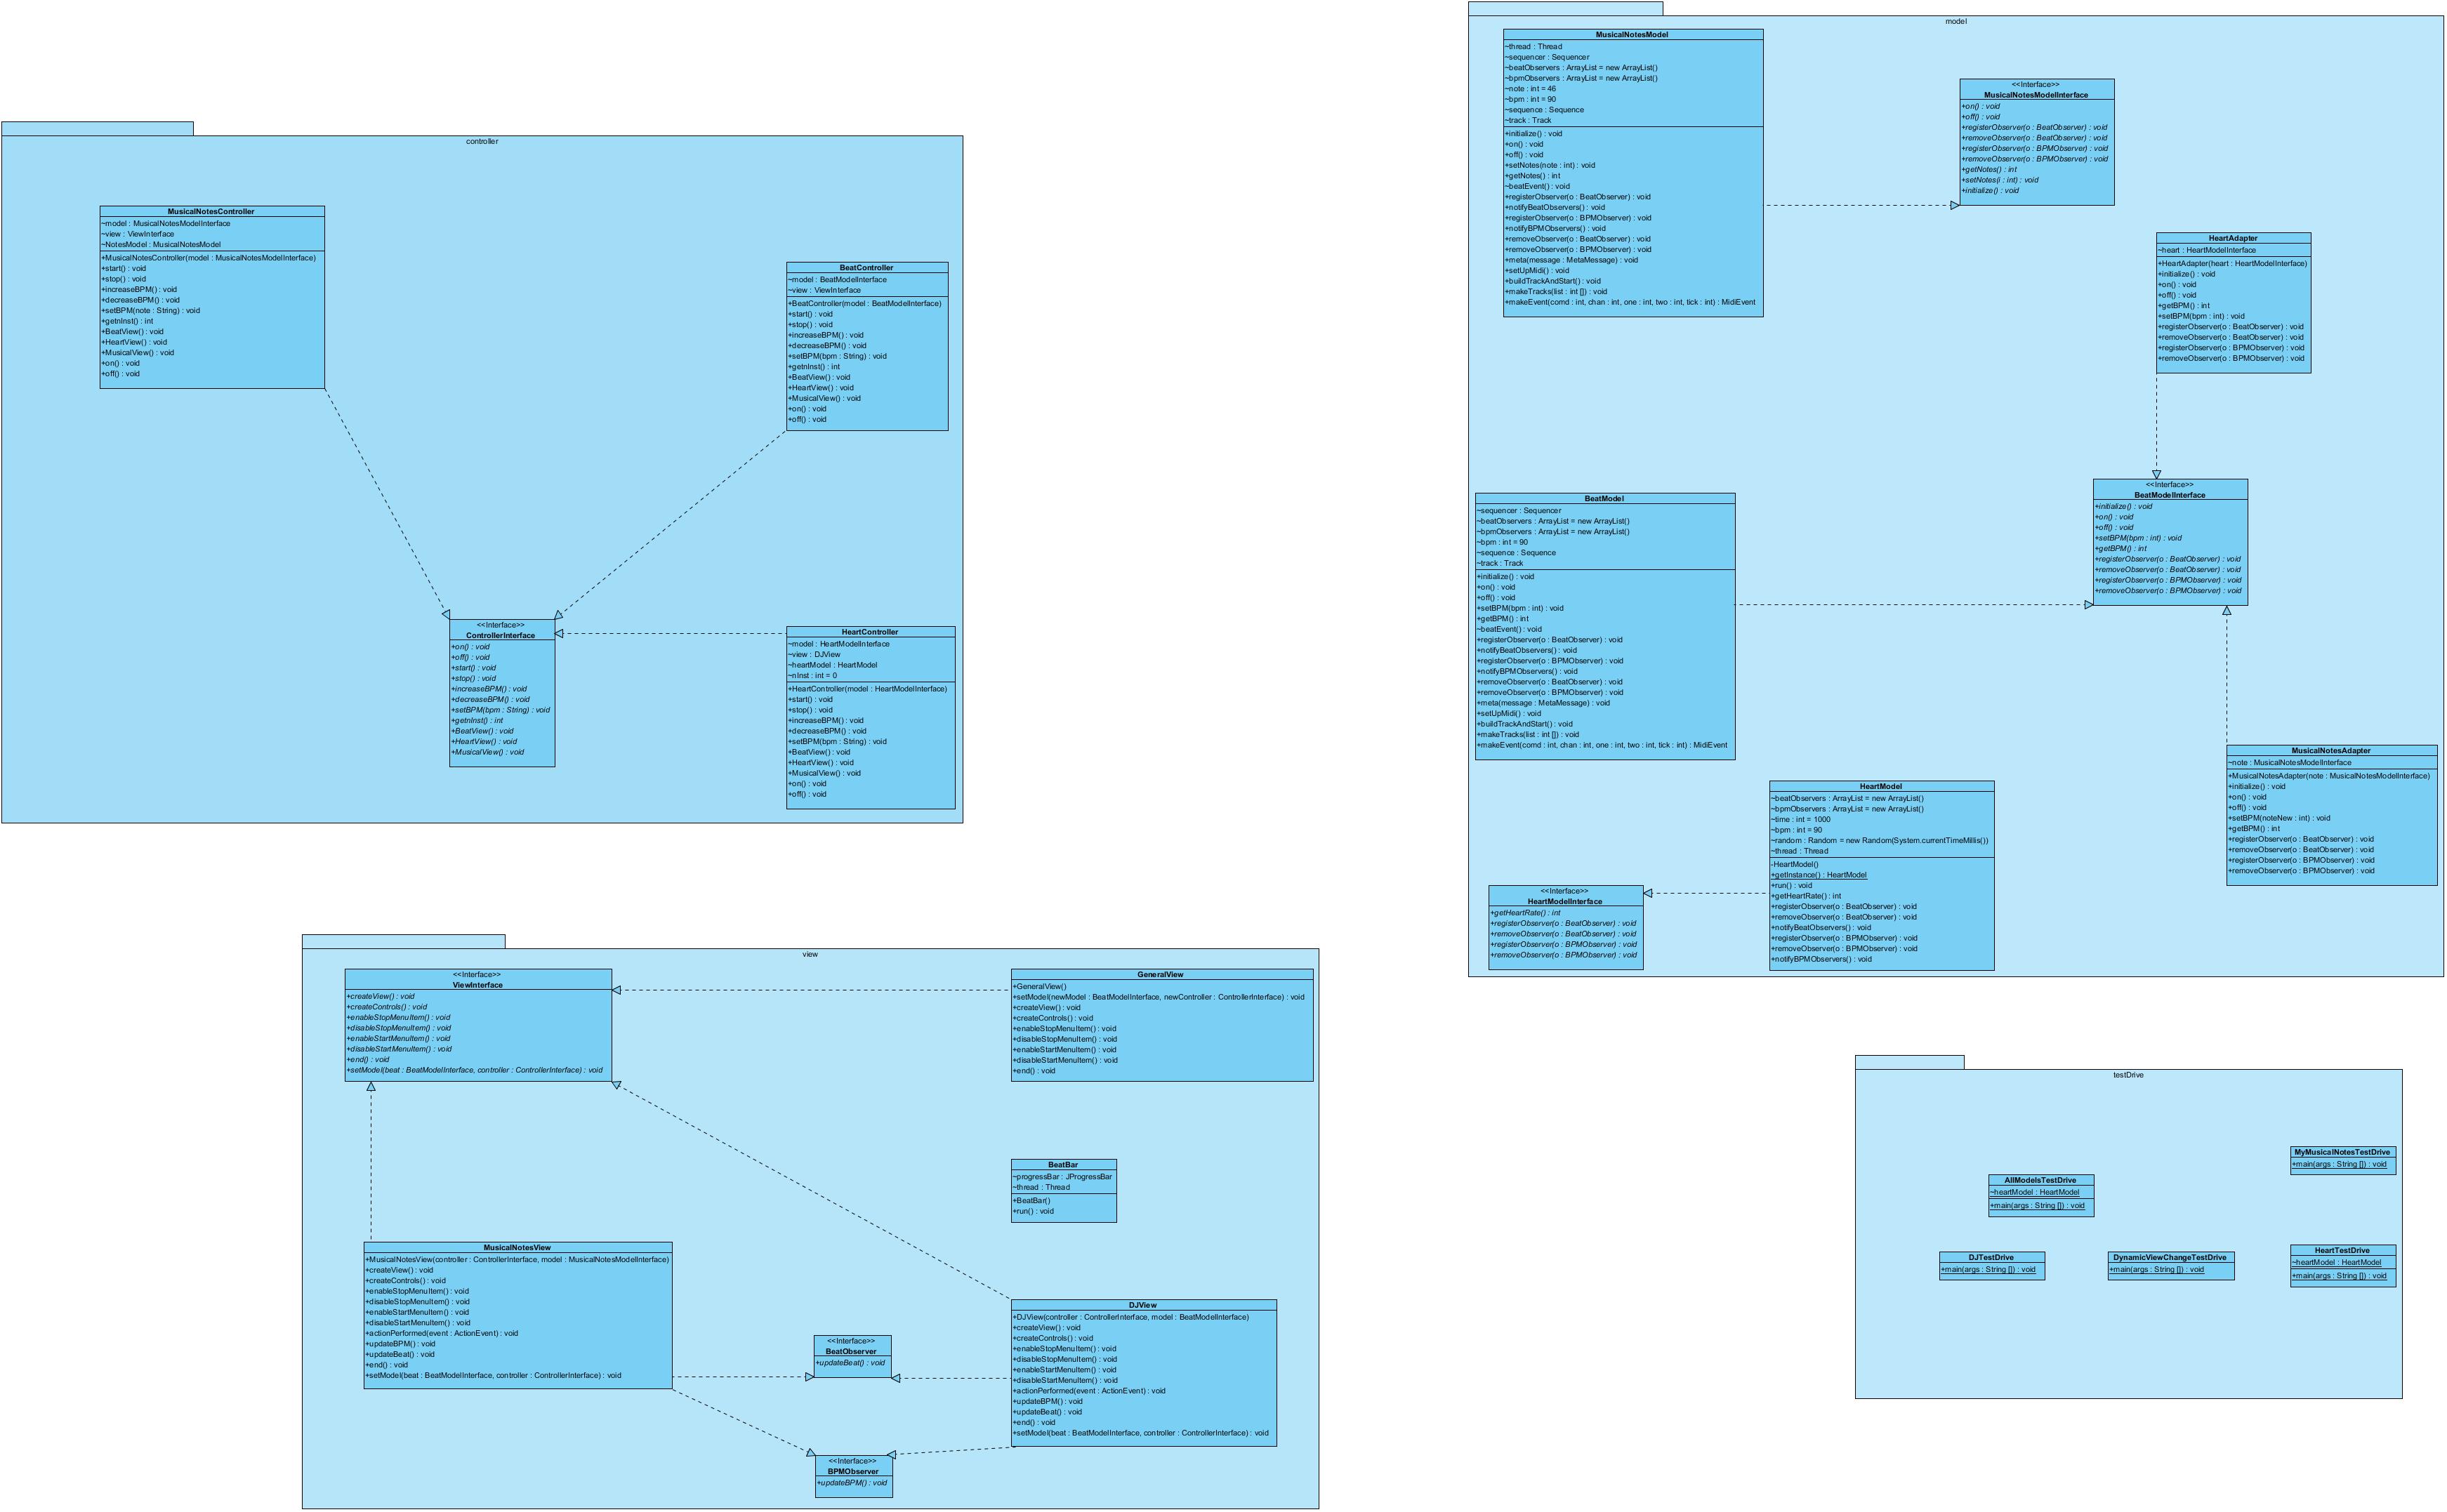 controller
MusicalNotesController
~model : MusicalNotesModelInterface
~view : ViewInterface
~NotesModel : MusicalNotesModel
+MusicalNotesController(model : MusicalNotesModelInterface)
+start() : void
+stop() : void
+increaseBPM() : void
+decreaseBPM() : void
+setBPM(note : String) : void
+getnInst() : int
+BeatView() : void
+HeartView() : void
+MusicalView() : void
+on() : void
+off() : void
BeatController
~model : BeatModelInterface
~view : ViewInterface
+BeatController(model : BeatModelInterface)
+start() : void
+stop() : void
+increaseBPM() : void
+decreaseBPM() : void
+setBPM(bpm : String) : void
+getnInst() : int
+BeatView() : void
+HeartView() : void
+MusicalView() : void
+on() : void
+off() : void
<<Interface>>
ControllerInterface
+on() : void
+off() : void
+start() : void
+stop() : void
+increaseBPM() : void
+decreaseBPM() : void
+setBPM(bpm : String) : void
+getnInst() : int
+BeatView() : void
+HeartView() : void
+MusicalView() : void
HeartController
~model : HeartModelInterface
~view : DJView
~heartModel : HeartModel
~nInst : int = 0
+HeartController(model : HeartModelInterface)
+start() : void
+stop() : void
+increaseBPM() : void
+decreaseBPM() : void
+setBPM(bpm : String) : void
+BeatView() : void
+HeartView() : void
+MusicalView() : void
+on() : void
+off() : void
model
MusicalNotesModel
~thread : Thread
~sequencer : Sequencer
~beatObservers : ArrayList = new ArrayList()
~bpmObservers : ArrayList = new ArrayList()
~note : int = 46
~bpm : int = 90
~sequence : Sequence
~track : Track
+initialize() : void
+on() : void
+off() : void
+setNotes(note : int) : void
+getNotes() : int
~beatEvent() : void
+registerObserver(o : BeatObserver) : void
+notifyBeatObservers() : void
+registerObserver(o : BPMObserver) : void
+notifyBPMObservers() : void
+removeObserver(o : BeatObserver) : void
+removeObserver(o : BPMObserver) : void
+meta(message : MetaMessage) : void
+setUpMidi() : void
+buildTrackAndStart() : void
+makeTracks(list : int []) : void
+makeEvent(comd : int, chan : int, one : int, two : int, tick : int) : MidiEvent
<<Interface>>
MusicalNotesModelInterface
+on() : void
+off() : void
+registerObserver(o : BeatObserver) : void
+removeObserver(o : BeatObserver) : void
+registerObserver(o : BPMObserver) : void
+removeObserver(o : BPMObserver) : void
+getNotes() : int
+setNotes(i : int) : void
+initialize() : void
HeartAdapter
~heart : HeartModelInterface
+HeartAdapter(heart : HeartModelInterface)
+initialize() : void
+on() : void
+off() : void
+getBPM() : int
+setBPM(bpm : int) : void
+registerObserver(o : BeatObserver) : void
+removeObserver(o : BeatObserver) : void
+registerObserver(o : BPMObserver) : void
+removeObserver(o : BPMObserver) : void
<<Interface>>
BeatModelInterface
+initialize() : void
+on() : void
+off() : void
+setBPM(bpm : int) : void
+getBPM() : int
+registerObserver(o : BeatObserver) : void
+removeObserver(o : BeatObserver) : void
+registerObserver(o : BPMObserver) : void
+removeObserver(o : BPMObserver) : void
BeatModel
~sequencer : Sequencer
~beatObservers : ArrayList = new ArrayList()
~bpmObservers : ArrayList = new ArrayList()
~bpm : int = 90
~sequence : Sequence
~track : Track
+initialize() : void
+on() : void
+off() : void
+setBPM(bpm : int) : void
+getBPM() : int
~beatEvent() : void
+registerObserver(o : BeatObserver) : void
+notifyBeatObservers() : void
+registerObserver(o : BPMObserver) : void
+notifyBPMObservers() : void
+removeObserver(o : BeatObserver) : void
+removeObserver(o : BPMObserver) : void
+meta(message : MetaMessage) : void
+setUpMidi() : void
+buildTrackAndStart() : void
+makeTracks(list : int []) : void
+makeEvent(comd : int, chan : int, one : int, two : int, tick : int) : MidiEvent
MusicalNotesAdapter
~note : MusicalNotesModelInterface
+MusicalNotesAdapter(note : MusicalNotesModelInterface)
+initialize() : void
+on() : void
+off() : void
+setBPM(noteNew : int) : void
+getBPM() : int
+registerObserver(o : BeatObserver) : void
+removeObserver(o : BeatObserver) : void
+registerObserver(o : BPMObserver) : void
+removeObserver(o : BPMObserver) : void
HeartModel
~beatObservers : ArrayList = new ArrayList()
~bpmObservers : ArrayList = new ArrayList()
~time : int = 1000
~bpm : int = 90
~random : Random = new Random(System.currentTimeMillis())
~thread : Thread
-HeartModel()
+getInstance() : HeartModel
+run() : void
+getHeartRate() : int
+registerObserver(o : BeatObserver) : void
+removeObserver(o : BeatObserver) : void
+notifyBeatObservers() : void
+registerObserver(o : BPMObserver) : void
+removeObserver(o : BPMObserver) : void
+notifyBPMObservers() : void
<<Interface>>
HeartModelInterface
+getHeartRate() : int
+registerObserver(o : BeatObserver) : void
+removeObserver(o : BeatObserver) : void
+registerObserver(o : BPMObserver) : void
+removeObserver(o : BPMObserver) : void
view
<<Interface>>
ViewInterface
+createView() : void
+createControls() : void
+enableStopMenuItem() : void
+disableStopMenuItem() : void
+enableStartMenuItem() : void
+disableStartMenuItem() : void
+end() : void
+setModel(beat : BeatModelInterface, controller : ControllerInterface) : void
GeneralView
+GeneralView()
+setModel(newModel : BeatModelInterface, newController : ControllerInterface) : void
+createView() : void
+createControls() : void
+enableStopMenuItem() : void
+disableStopMenuItem() : void
+enableStartMenuItem() : void
+disableStartMenuItem() : void
+end() : void
BeatBar
~progressBar : JProgressBar
~thread : Thread
+BeatBar()
+run() : void
MusicalNotesView
+MusicalNotesView(controller : ControllerInterface, model : MusicalNotesModelInterface)
+createView() : void
+createControls() : void
+enableStopMenuItem() : void
+disableStopMenuItem() : void
+enableStartMenuItem() : void
+disableStartMenuItem() : void
+actionPerformed(event : ActionEvent) : void
+updateBPM() : void
+updateBeat() : void
+end() : void
+setModel(beat : BeatModelInterface, controller : ControllerInterface) : void
<<Interface>>
BeatObserver
+updateBeat() : void
DJView
+DJView(controller : ControllerInterface, model : BeatModelInterface)
+createView() : void
+createControls() : void
+enableStopMenuItem() : void
+disableStopMenuItem() : void
+enableStartMenuItem() : void
+disableStartMenuItem() : void
+actionPerformed(event : ActionEvent) : void
+updateBPM() : void
+updateBeat() : void
+end() : void
+setModel(beat : BeatModelInterface, controller : ControllerInterface) : void
<<Interface>>
BPMObserver
+updateBPM() : void
testDrive
MyMusicalNotesTestDrive
+main(args : String []) : void
AllModelsTestDrive
~heartModel : HeartModel
+main(args : String []) : void
DJTestDrive
+main(args : String []) : void
DynamicViewChangeTestDrive
+main(args : String []) : void
HeartTestDrive
~heartModel : HeartModel
+main(args : String []) : void